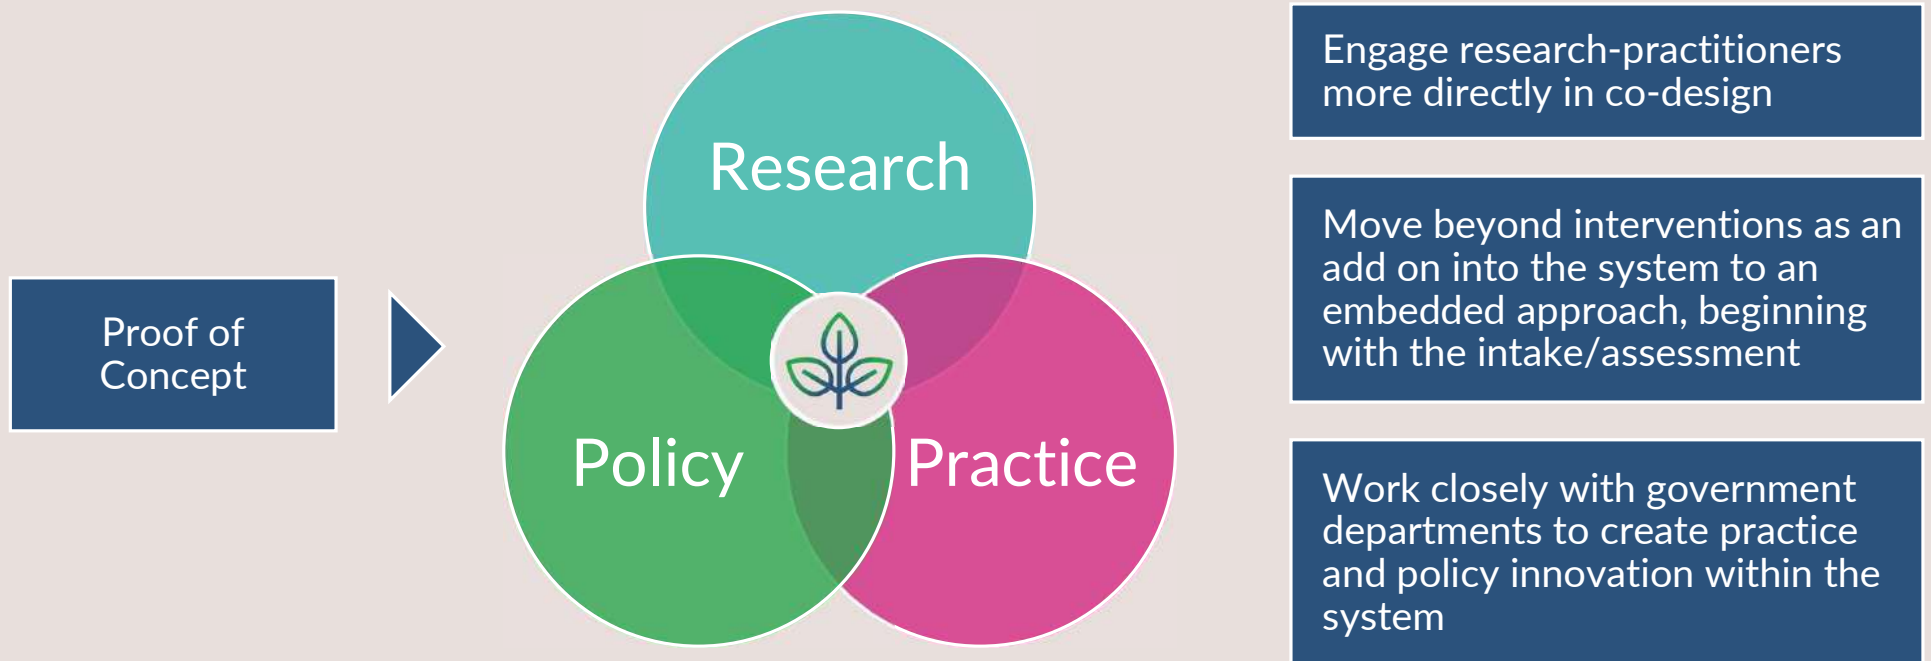 Proof of
Concept
Research
Policy
Practice
Engage research-practitioners
more directly in co-design
Move beyond interventions as an
add on into the system to an
embedded approach, beginning
with the intake/assessment
Work closely with government
departments to create practice
and policy innovation within the
system